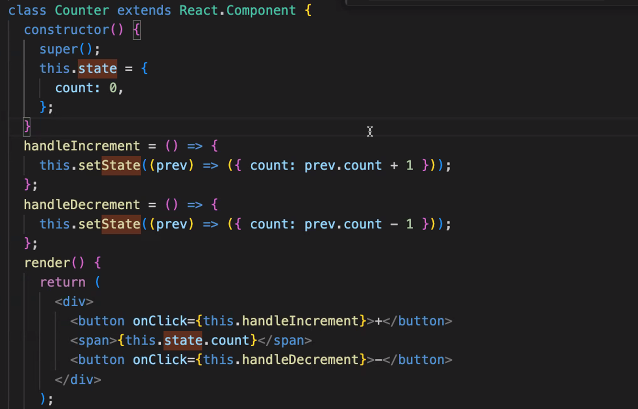 class Counter extends React.Component {
constructor() {
super();
this.state = {
count: 0,
};
}
handleIncrement = () => {
this.setState((prev) => ({ count: prev.count + 1 }));
};
handleDecrement = () => {
this.setState((prev) => ({ count: prev.count - 1 }));
};
render() {
return (
<div>
<button onClick={this.handleIncrement}>+</button>
<span>{this.state.count}</span>
<button onClick={this.handleDecrement}>-</button>
</div>
);